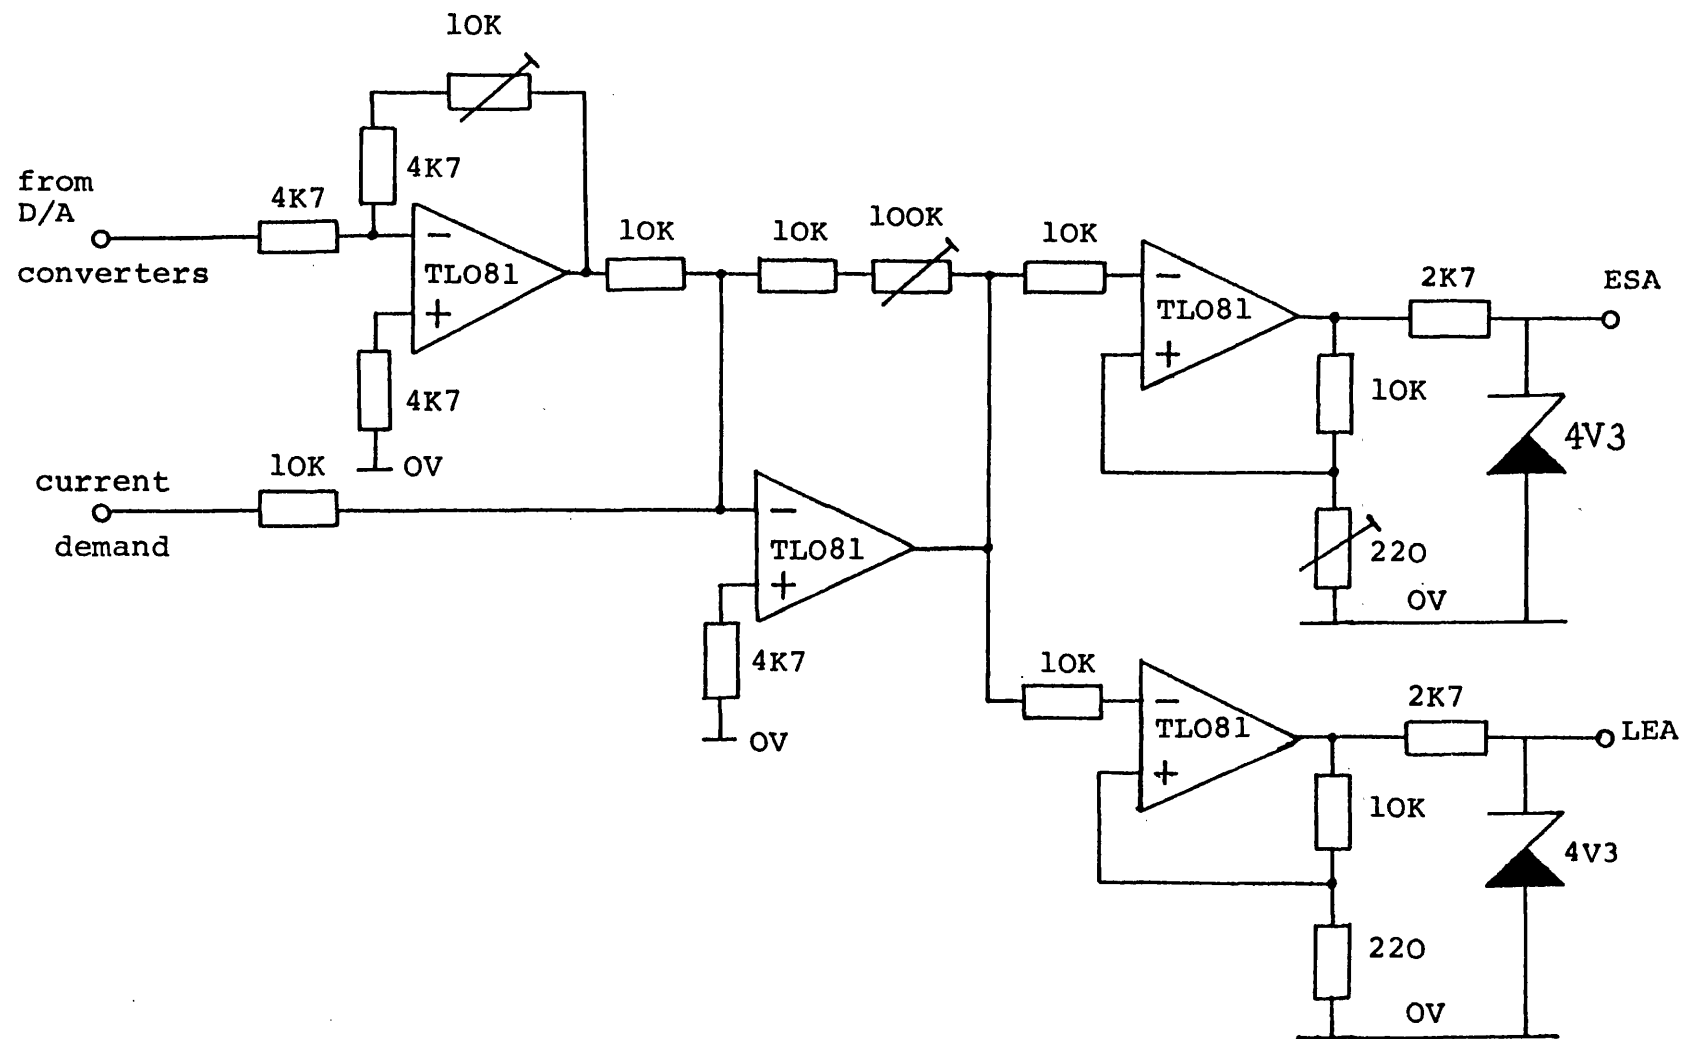 10K
4K7
from
D/A
converters
4K7
−
TL081
+
4K7
0V
10K
10K
100K
10K
−
TL081
+
2K7
ESA
10K
4V3
220
0V
current
demand
10K
−
TL081
+
4K7
0V
10K
−
TL081
+
2K7
LEA
10K
4V3
220
0V